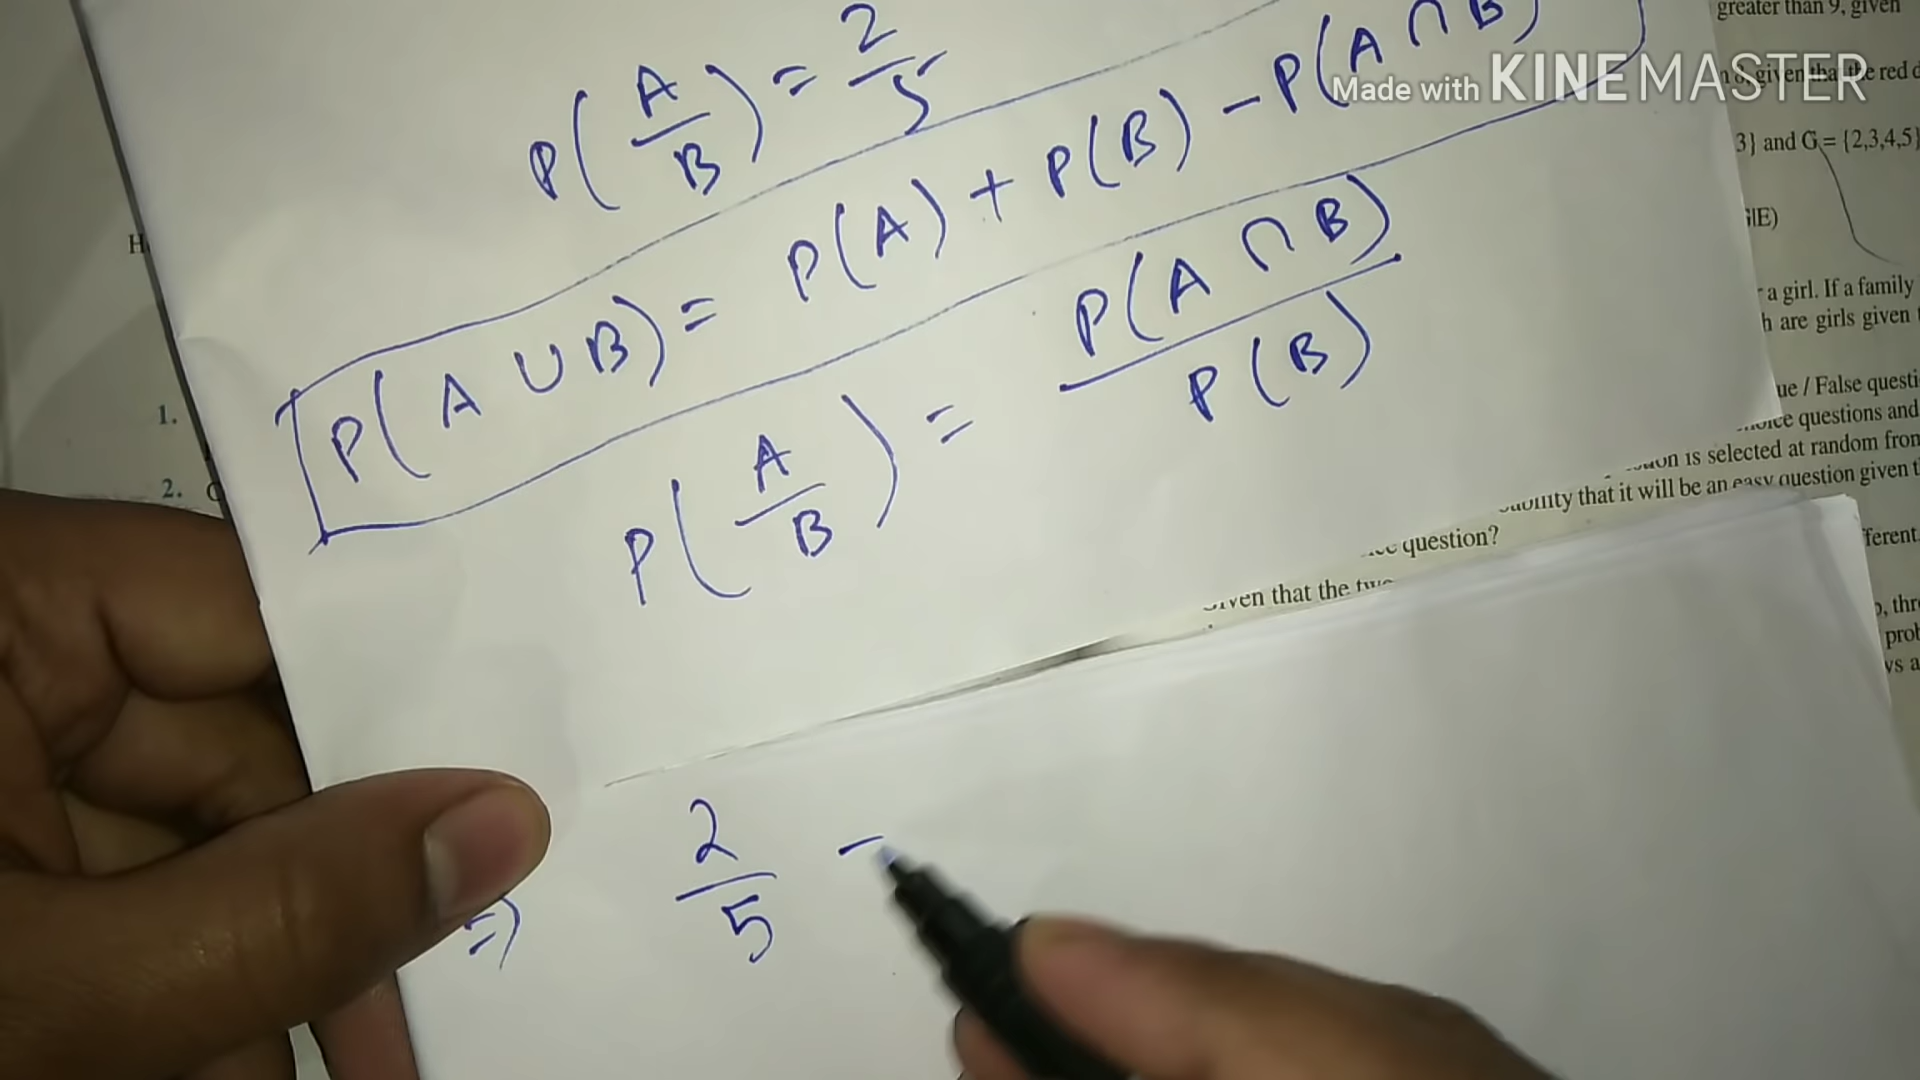 greater than 9, given
P(A/B) = 2/5
Made with KINEMASTER
given that the red d
P(A ∪ B) = P(A) + P(B) − P(A ∩ B)
3} and G = {2,3,4,5}
P(A/B) = P(A ∩ B)/P(B)
|E)
a girl. If a family
are girls given
1.
ue / False questi
questions and
2.
is selected at random from
that it will be an easy question given t
question?
ferent.
that the
, thr
prob
⇒ 2/5 −